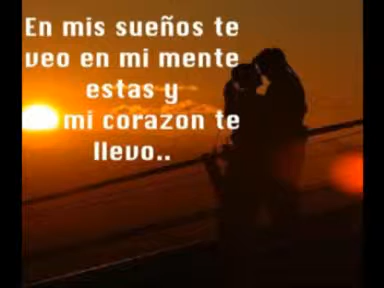 En mis sueños te
veo en mi mente
estas y
mi corazon te
llevo..